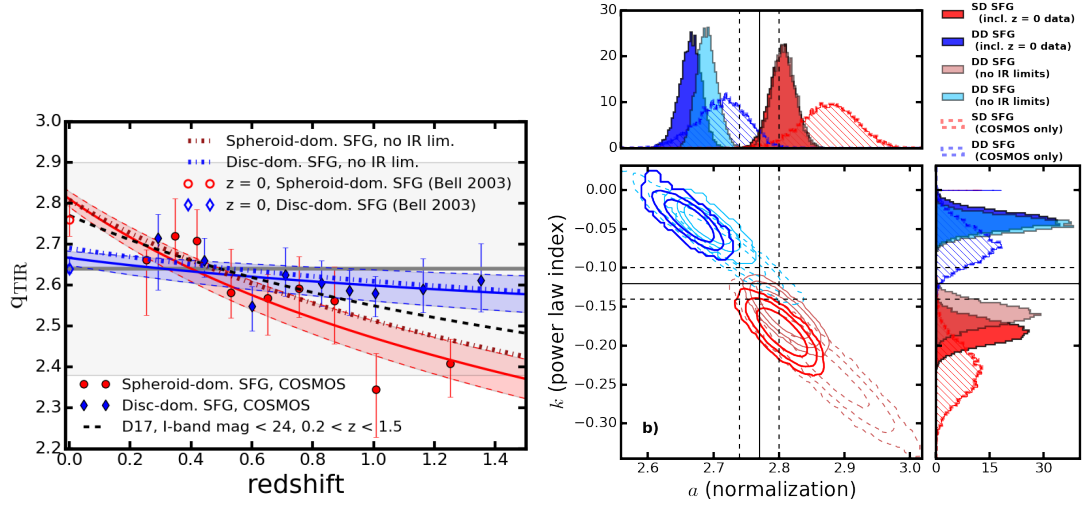 3.0
2.9
2.8
2.7
2.6
2.5
2.4
2.3
2.2
0.0
0.2
0.4
0.6
0.8
1.0
1.2
1.4
qTIR
redshift
Spheroid-dom. SFG, no IR lim.
Disc-dom. SFG, no IR lim.
z = 0, Spheroid-dom. SFG (Bell 2003)
z = 0, Disc-dom. SFG (Bell 2003)
Spheroid-dom. SFG, COSMOS
Disc-dom. SFG, COSMOS
D17, I-band mag < 24, 0.2 < z < 1.5
30
20
10
0
SD SFG
(incl. z = 0 data)
DD SFG
(incl. z = 0 data)
DD SFG
(no IR limits)
DD SFG
(no IR limits)
SD SFG
(COSMOS only)
DD SFG
(COSMOS only)
0.00
−0.05
−0.10
−0.15
−0.20
−0.25
−0.30
k (power law index)
b)
2.6
2.7
2.8
2.9
3.0
a (normalization)
0
15
30